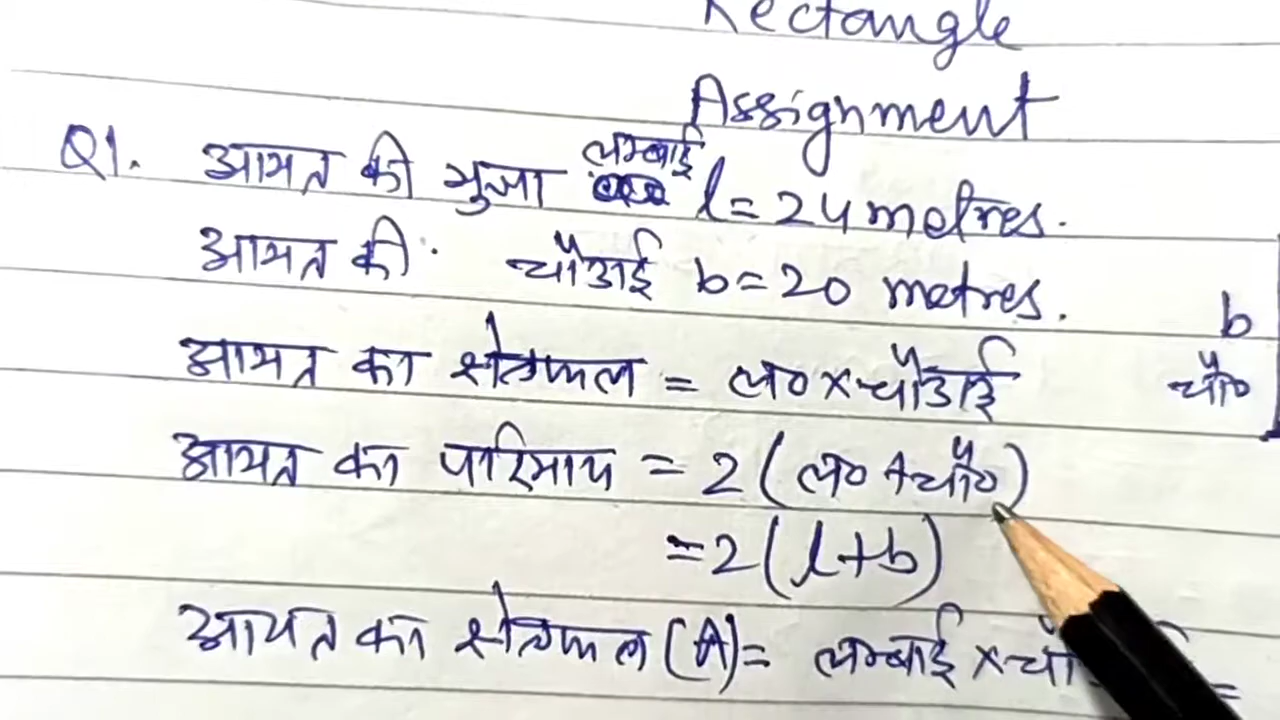 Rectangle
Assignment
Q1. आयत की भुजा लम्बाई l = 24 metres.
आयत की चौड़ाई b = 20 metres.
b
आयत का क्षेत्रफल = ल० × चौड़ाई
चौ०
आयत का परिमाप = 2 (ल० + चौ०)
= 2 (l + b)
आयत का क्षेत्रफल (A) = लम्बाई × =